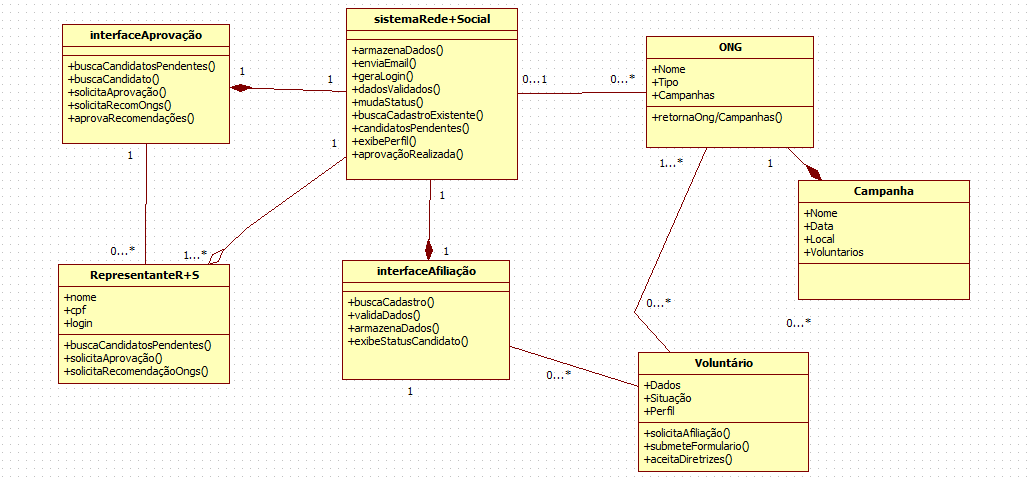 interfaceAprovação
+buscaCandidatosPendentes()
+buscaCandidato()
+solicitaAprovação()
+solicitaRecomOngs()
+aprovaRecomendações()
1
1
sistemaRede+Social
+armazenaDados()
+enviaEmail()
+geraLogin()
+dadosValidados()
+mudaStatus()
+buscaCadastroExistente()
+candidatosPendentes()
+exibePerfil()
+aprovaçãoRealizada()
0...1
0...*
ONG
+Nome
+Tipo
+Campanhas
+retornaOng/Campanhas()
1
1
1
1...*
1
0...*
1...*
1
Campanha
+Nome
+Data
+Local
+Voluntarios
RepresentanteR+S
+nome
+cpf
+login
+buscaCandidatosPendentes()
+solicitaAprovação()
+solicitaRecomendaçãoOngs()
interfaceAfiliação
+buscaCadastro()
+validaDados()
+armazenaDados()
+exibeStatusCandidato()
0...*
0...*
1
0...*
Voluntário
+Dados
+Situação
+Perfil
+solicitaAfiliação()
+submeteFormulario()
+aceitaDiretrizes()